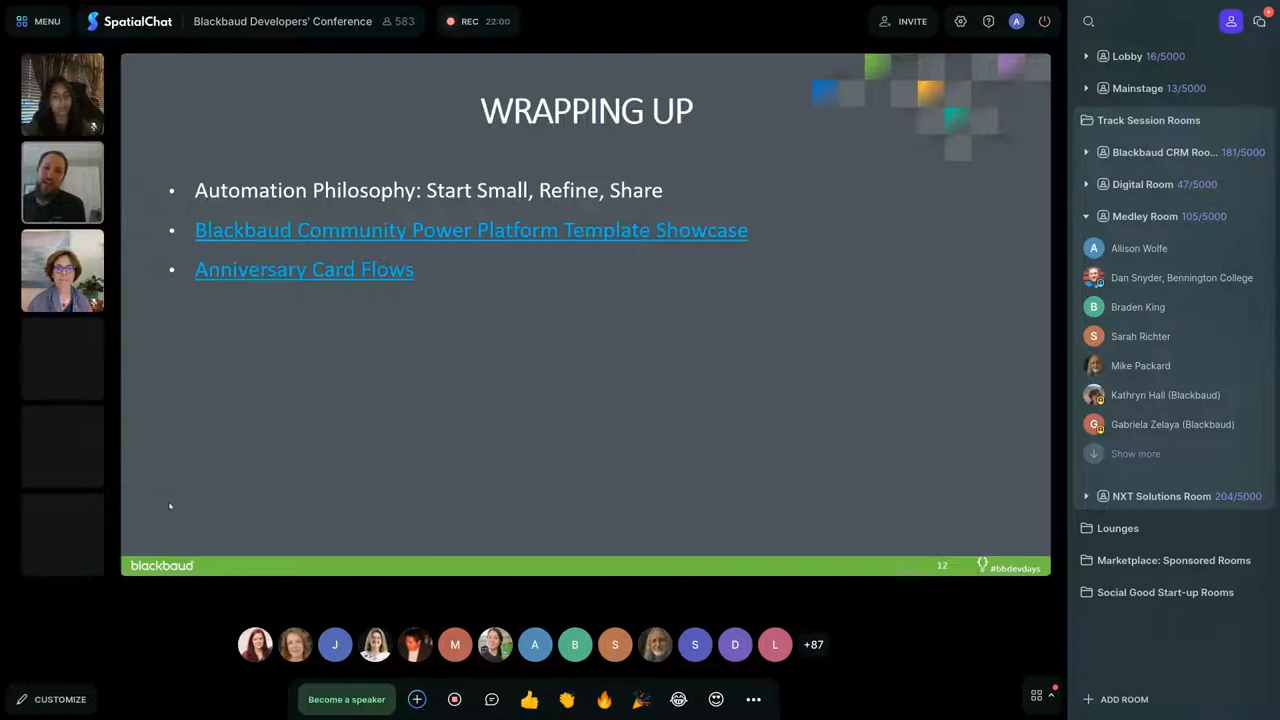 MENU
SpatialChat
Blackbaud Developers' Conference 583
REC 22:00
INVITE
A
WRAPPING UP
• Automation Philosophy: Start Small, Refine, Share
• Blackbaud Community Power Platform Template Showcase
• Anniversary Card Flows
blackbaud
12
#bbdevdays
J
M
A
B
S
S
D
L
+87
CUSTOMIZE
Become a speaker
Lobby 16/5000
Mainstage 13/5000
Track Session Rooms
Blackbaud CRM Roo... 181/5000
Digital Room 47/5000
Medley Room 105/5000
A Allison Wolfe
Dan Snyder, Bennington College
B Braden King
S Sarah Richter
Mike Packard
Kathryn Hall (Blackbaud)
G Gabriela Zelaya (Blackbaud)
Show more
NXT Solutions Room 204/5000
Lounges
Marketplace: Sponsored Rooms
Social Good Start-up Rooms
ADD ROOM